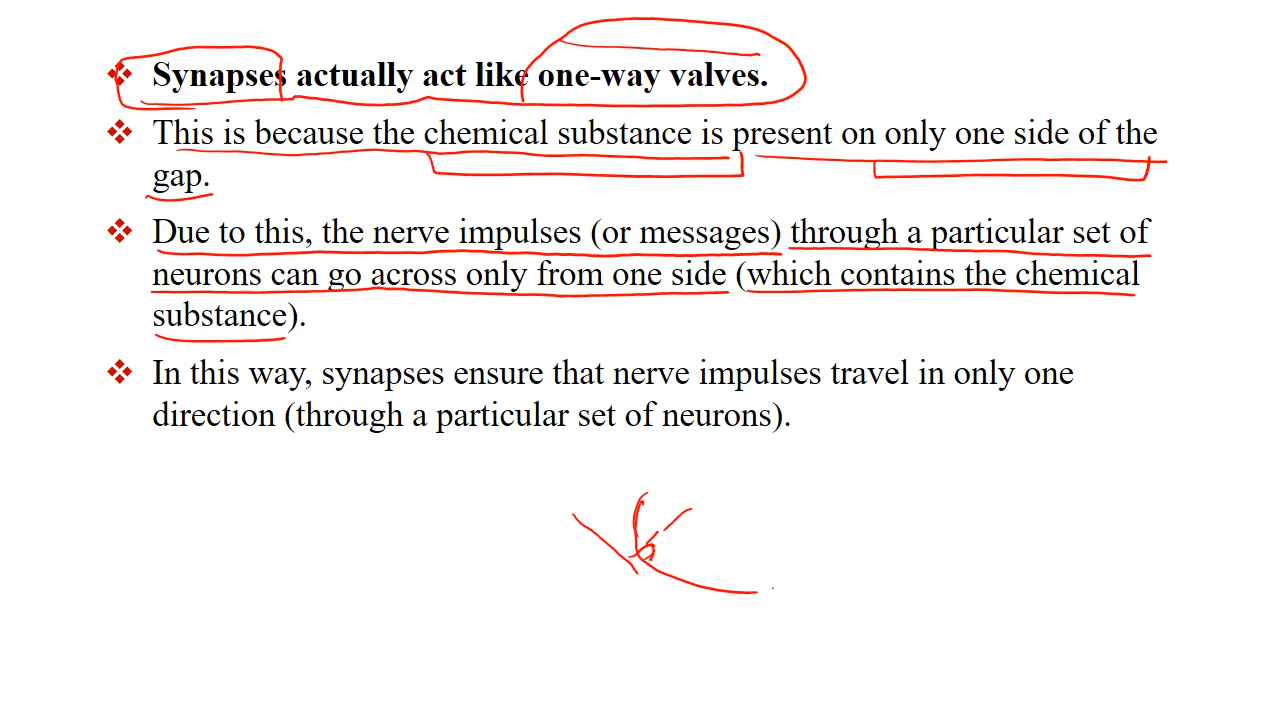 ❖ Synapses actually act like one-way valves.
❖ This is because the chemical substance is present on only one side of the
gap.
❖ Due to this, the nerve impulses (or messages) through a particular set of
neurons can go across only from one side (which contains the chemical
substance).
❖ In this way, synapses ensure that nerve impulses travel in only one
direction (through a particular set of neurons).